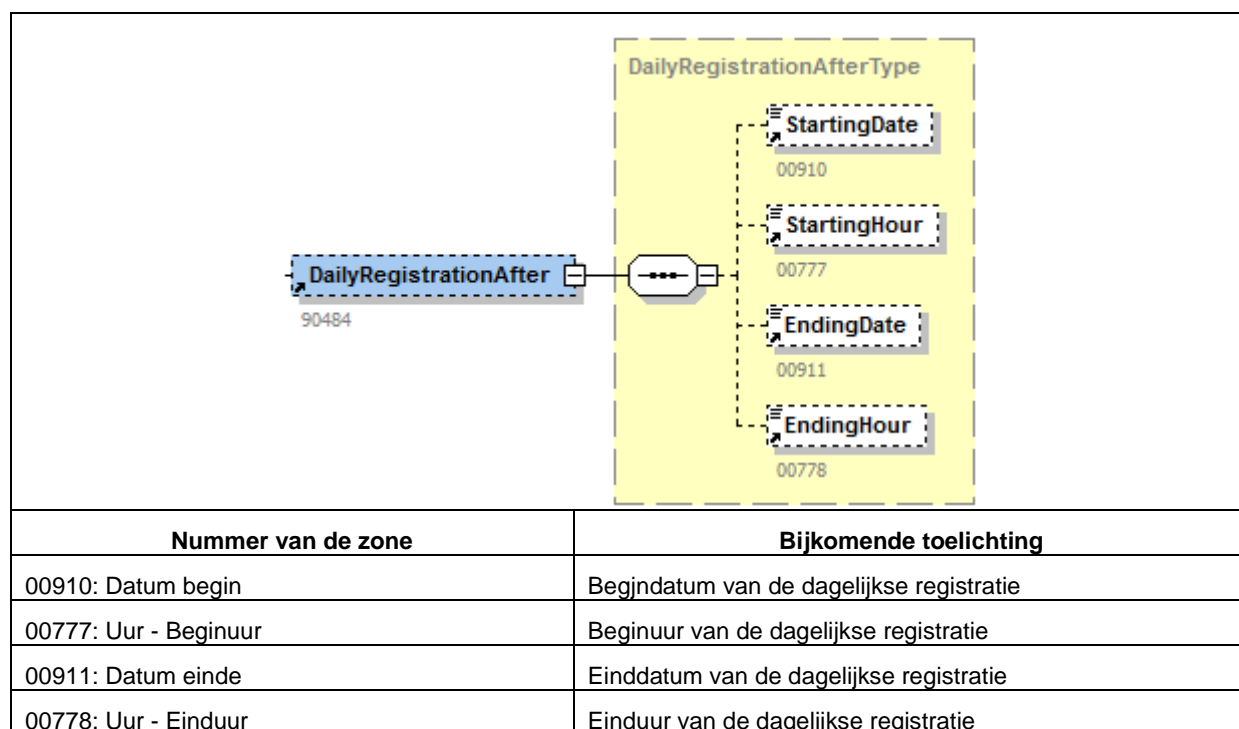 DailyRegistrationAfterType
StartingDate
00910
StartingHour
00777
DailyRegistrationAfter
90484
EndingDate
00911
EndingHour
00778
Nummer van de zone Bijkomende toelichting
00910: Datum begin Begjndatum van de dagelijkse registratie
00777: Uur - Beginuur Beginuur van de dagelijkse registratie
00911: Datum einde Einddatum van de dagelijkse registratie
00778: Uur - Einduur Einduur van de dagelijkse registratie